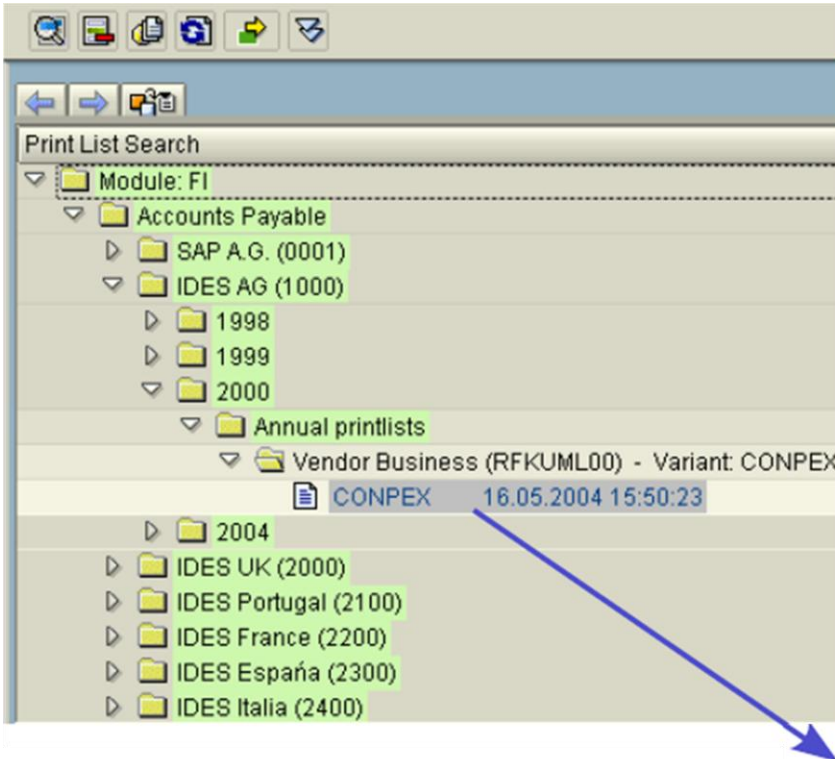 Print List Search
Module: FI
Accounts Payable
SAP A.G. (0001)
IDES AG (1000)
1998
1999
2000
Annual printlists
Vendor Business (RFKUML00) - Variant: CONPEX
CONPEX 16.05.2004 15:50:23
2004
IDES UK (2000)
IDES Portugal (2100)
IDES France (2200)
IDES Espańa (2300)
IDES Italia (2400)